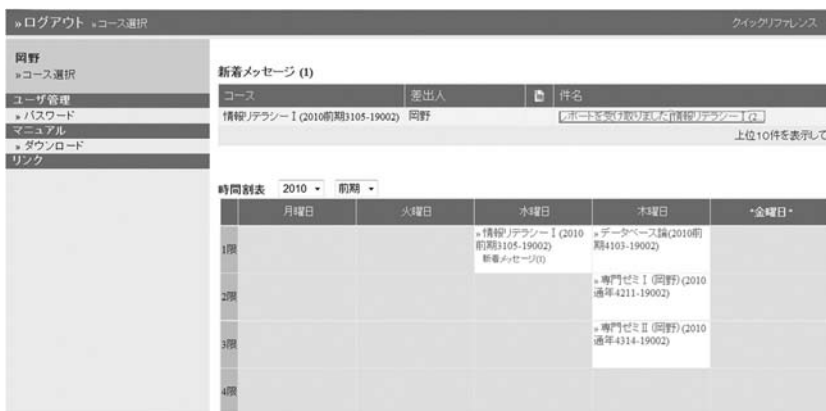 »ログアウト »コース選択
クイックリファレンス
岡野
»コース選択
ユーザ管理
»パスワード
マニュアル
»ダウンロード
リンク
新着メッセージ (1)
コース 差出人 件名
情報リテラシーⅠ(2010前期3105-19002) 岡野 レポートを受け取りました(情報リテラシーⅠ(2...
上位10件を表示して
時間割表 2010 前期
月曜日 火曜日 水曜日 木曜日 *金曜日*
1限
»情報リテラシーⅠ(2010
前期3105-19002)
新着メッセージ(1)
»データベース論(2010前
期4103-19002)
2限
»専門ゼミⅠ(岡野)(2010
通年4211-19002)
3限
»専門ゼミⅡ(岡野)(2010
通年4314-19002)
4限